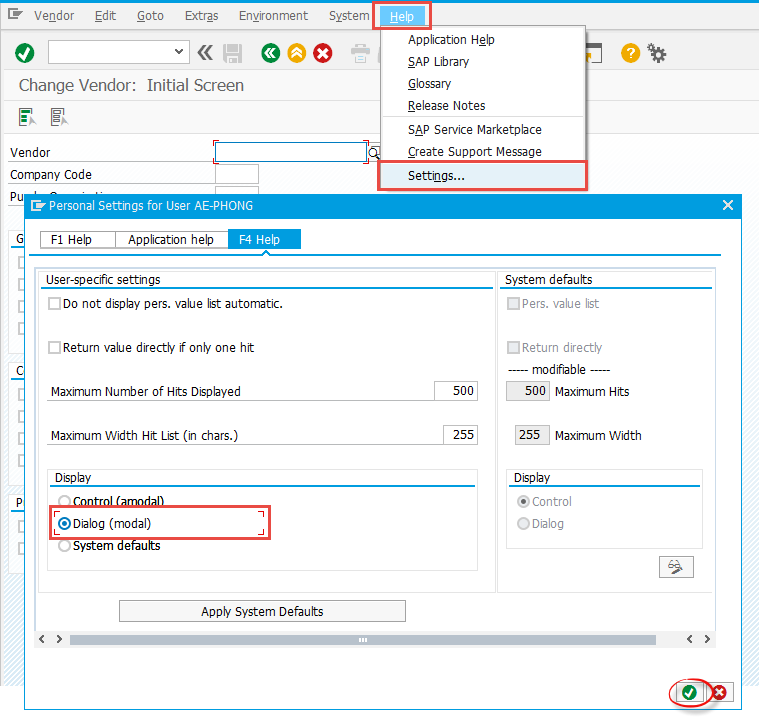 Vendor Edit Goto Extras Environment System Help
Application Help
SAP Library
Glossary
Release Notes
SAP Service Marketplace
Create Support Message
Settings...
Change Vendor: Initial Screen
Vendor
Company Code
Personal Settings for User AE-PHONG
F1 Help Application help F4 Help
User-specific settings
Do not display pers. value list automatic.
Return value directly if only one hit
Maximum Number of Hits Displayed 500
Maximum Width Hit List (in chars.) 255
Display
Control (amodal)
Dialog (modal)
System defaults
System defaults
Pers. value list
Return directly
----- modifiable -----
500 Maximum Hits
255 Maximum Width
Display
Control
Dialog
Apply System Defaults